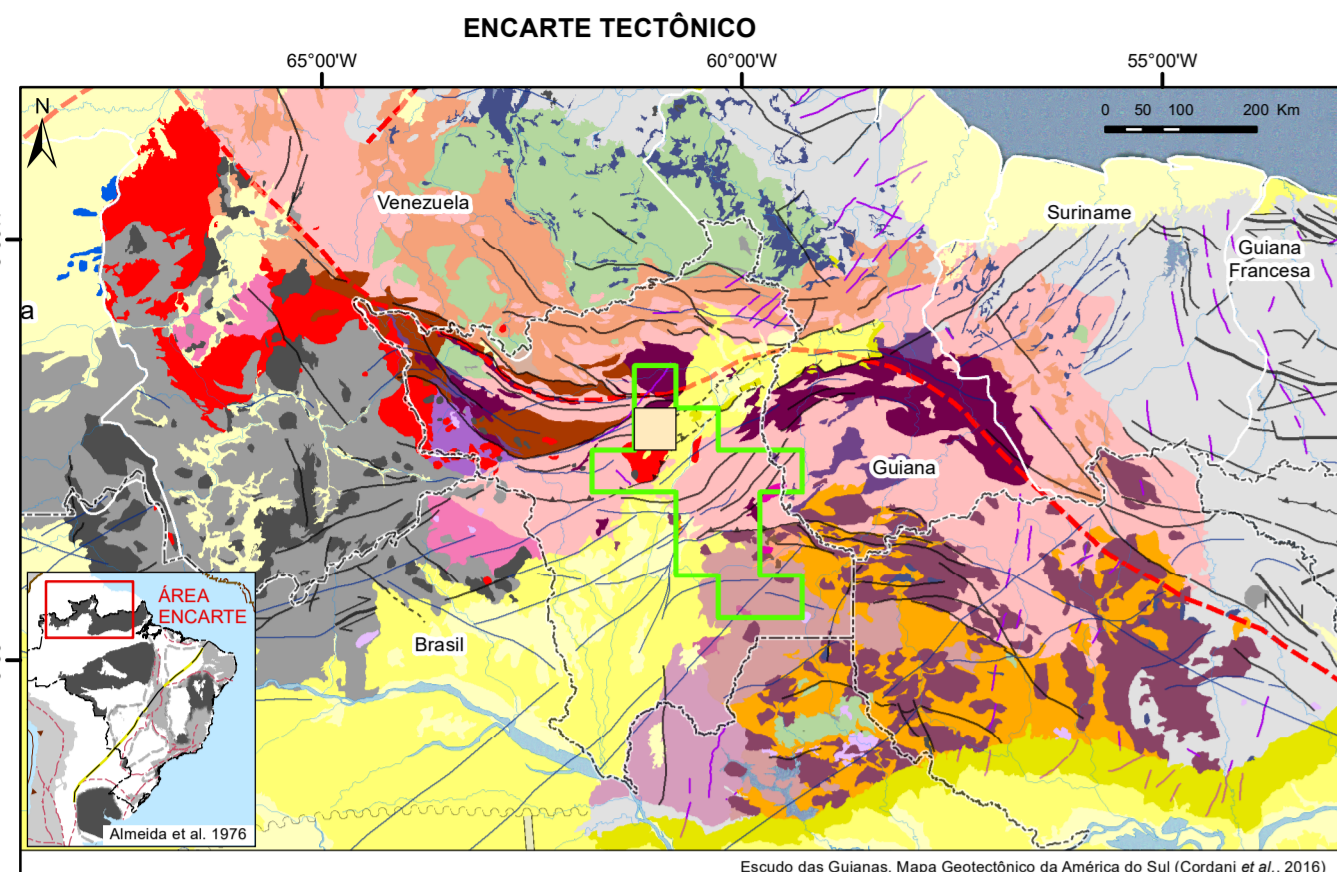 ENCARTE TECTÔNICO
65°00'W
60°00'W
55°00'W
N
0 50 100 200 Km
Venezuela
Suriname
Guiana
Francesa
a
Guiana
Brasil
ÁREA
ENCARTE
Almeida et al. 1976
Escudo das Guianas, Mapa Geotectônico da América do Sul (Cordani et al., 2016)